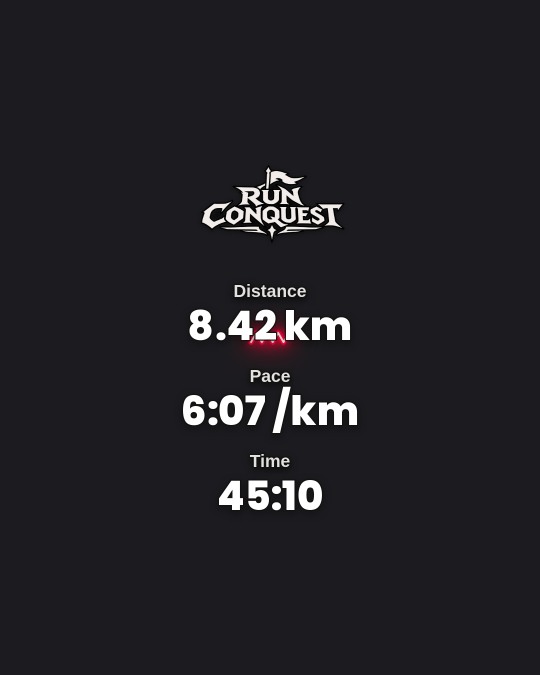 RUN
CONQUEST
Distance
8.42 km
Pace
6:07 /km
Time
45:10